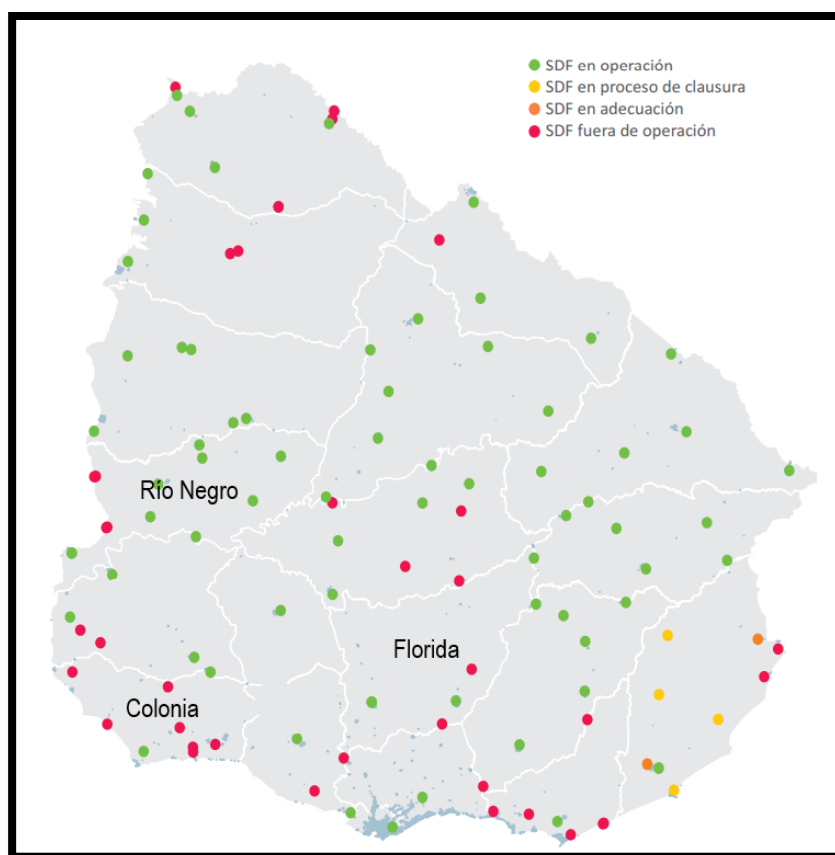 SDF en operación
SDF en proceso de clausura
SDF en adecuación
SDF fuera de operación
Río Negro
Florida
Colonia